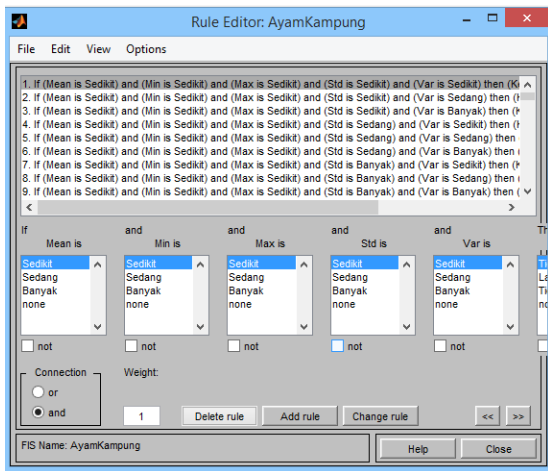 Rule Editor: AyamKampung
File Edit View Options
1. If (Mean is Sedikit) and (Min is Sedikit) and (Max is Sedikit) and (Std is Sedikit) and (Var is Sedikit) then
2. If (Mean is Sedikit) and (Min is Sedikit) and (Max is Sedikit) and (Std is Sedikit) and (Var is Sedang) then
3. If (Mean is Sedikit) and (Min is Sedikit) and (Max is Sedikit) and (Std is Sedikit) and (Var is Banyak) then
4. If (Mean is Sedikit) and (Min is Sedikit) and (Max is Sedikit) and (Std is Sedang) and (Var is Sedikit) then
5. If (Mean is Sedikit) and (Min is Sedikit) and (Max is Sedikit) and (Std is Sedang) and (Var is Sedang) then
6. If (Mean is Sedikit) and (Min is Sedikit) and (Max is Sedikit) and (Std is Sedang) and (Var is Banyak) then
7. If (Mean is Sedikit) and (Min is Sedikit) and (Max is Sedikit) and (Std is Banyak) and (Var is Sedikit) then
8. If (Mean is Sedikit) and (Min is Sedikit) and (Max is Sedikit) and (Std is Banyak) and (Var is Sedang) then
9. If (Mean is Sedikit) and (Min is Sedikit) and (Max is Sedikit) and (Std is Banyak) and (Var is Banyak) then (
If and and and and Th
Mean is Min is Max is Std is Var is
Sedikit Sedikit Sedikit Sedikit Sedikit
Sedang Sedang Sedang Sedang Sedang
Banyak Banyak Banyak Banyak Banyak
none none none none none
not not not not not
Connection Weight:
or
and 1 Delete rule Add rule Change rule << >>
FIS Name: AyamKampung Help Close